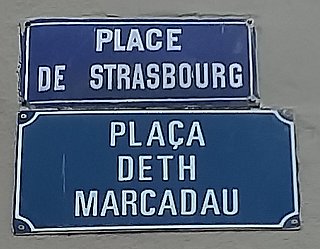 PLACE
DE STRASBOURG
PLAÇA
DETH
MARCADAU